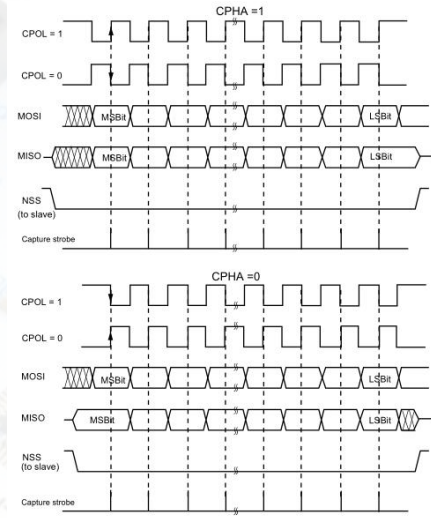 CPHA =1
CPOL = 1
CPOL = 0
MOSI
MSBit
LSBit
MISO
MSBit
LSBit
NSS
(to slave)
Capture strobe
CPHA =0
CPOL = 1
CPOL = 0
MOSI
MSBit
LSBit
MISO
MSBit
LSBit
NSS
(to slave)
Capture strobe